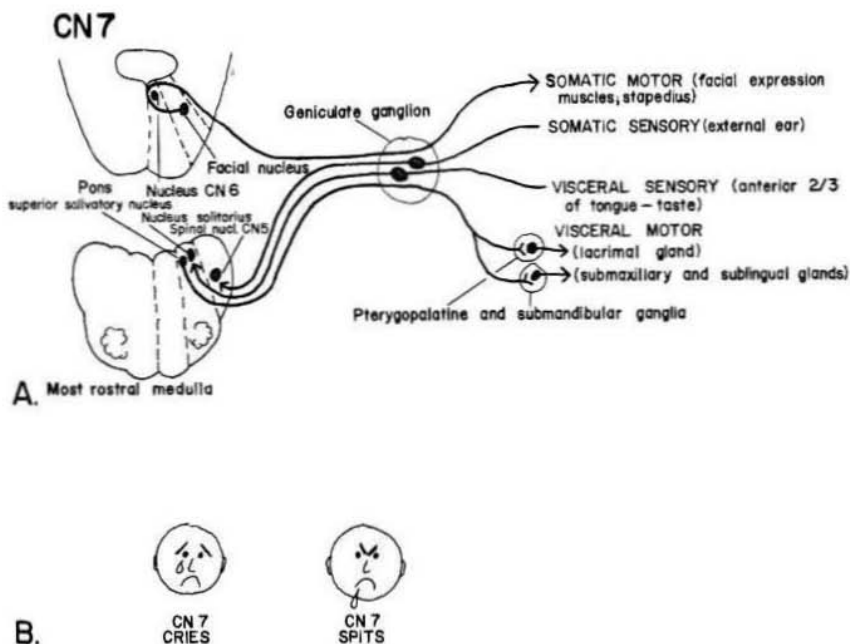 CN7
Geniculate ganglion
SOMATIC MOTOR (facial expression
muscles; stapedius)
SOMATIC SENSORY (external ear)
Facial nucleus
Nucleus CN 6
VISCERAL SENSORY (anterior 2/3
of tongue - taste)
Pons
superior salivatory nucleus
Nucleus solitarius
Spinal nucl. CN5
VISCERAL MOTOR
(lacrimal gland)
(submaxillary and sublingual glands)
Pterygopalatine and submandibular ganglia
A. Most rostral medulla
CN 7
CRIES
CN 7
SPITS
B.